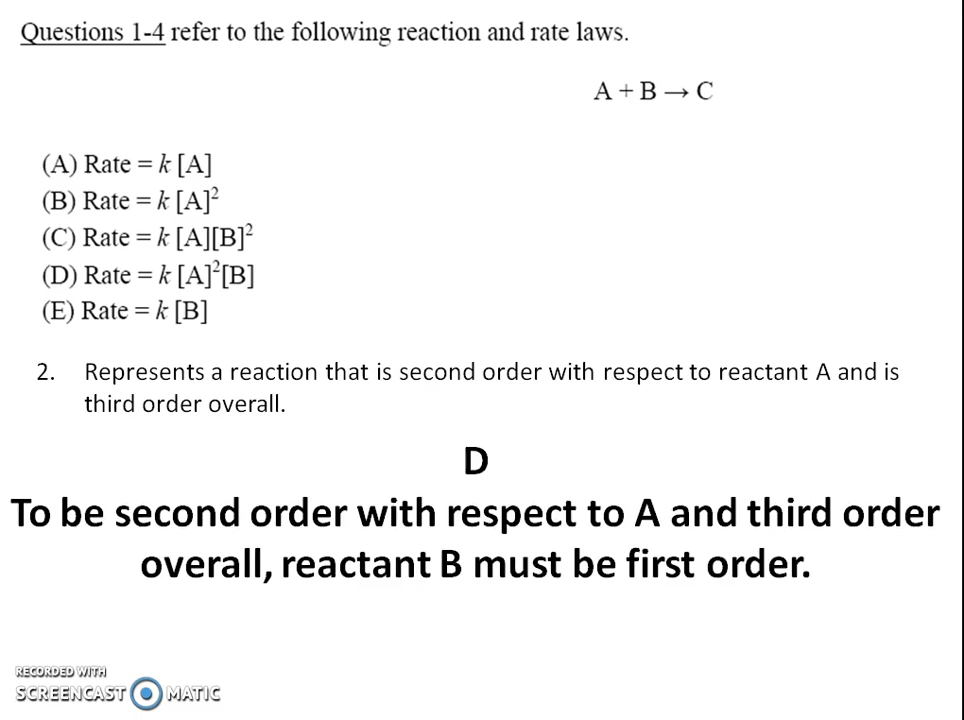 Questions 1-4 refer to the following reaction and rate laws.
A + B → C
(A) Rate = k [A]
(B) Rate = k [A]²
(C) Rate = k [A][B]²
(D) Rate = k [A]²[B]
(E) Rate = k [B]
2. Represents a reaction that is second order with respect to reactant A and is
third order overall.
D
To be second order with respect to A and third order
overall, reactant B must be first order.
RECORDED WITH
SCREENCAST MATIC